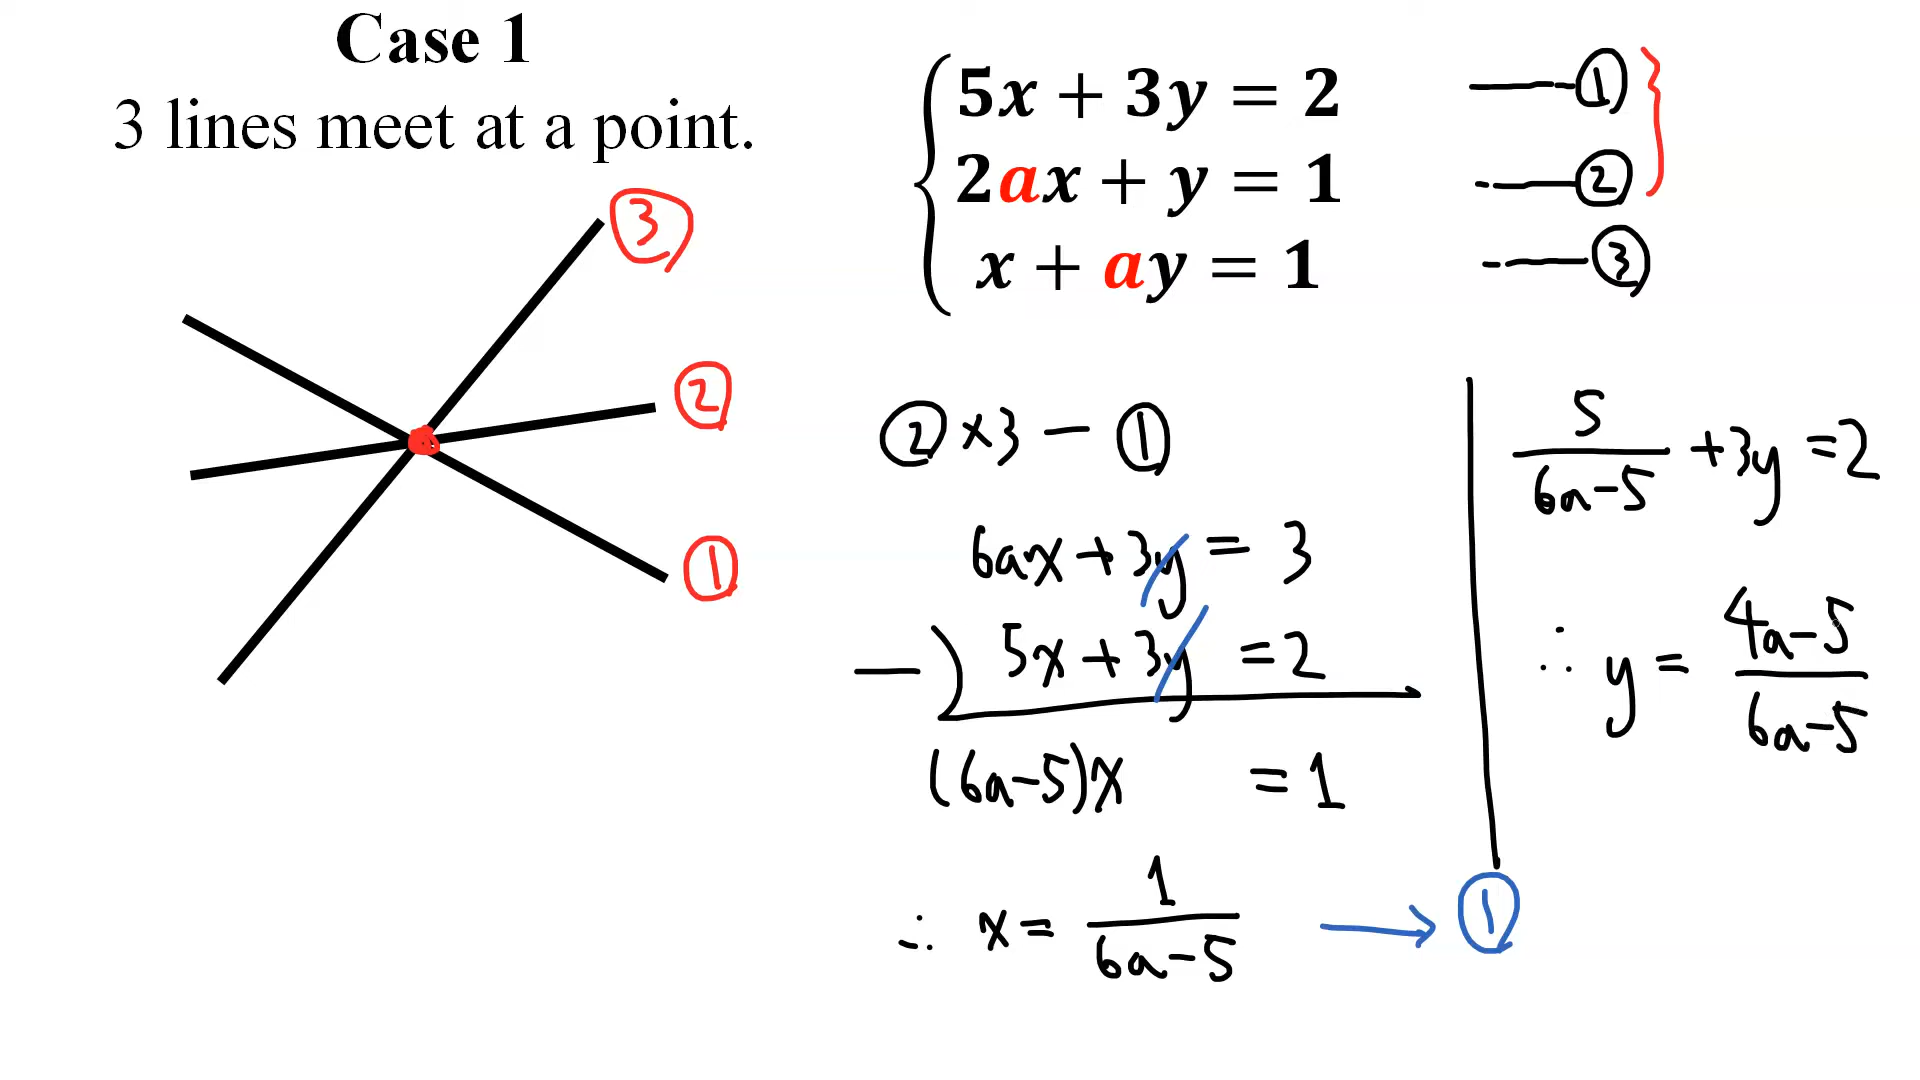 Case 1
3 lines meet at a point.
③
②
①
5x + 3y = 2 —— ①
2ax + y = 1 —— ②
x + ay = 1 —— ③
② × 3 − ①
6ax + 3y = 3
−) 5x + 3y = 2
(6a−5)x = 1
∴ x = 1/(6a−5) → ①
5/(6a−5) + 3y = 2
∴ y = (4a−5)/(6a−5)